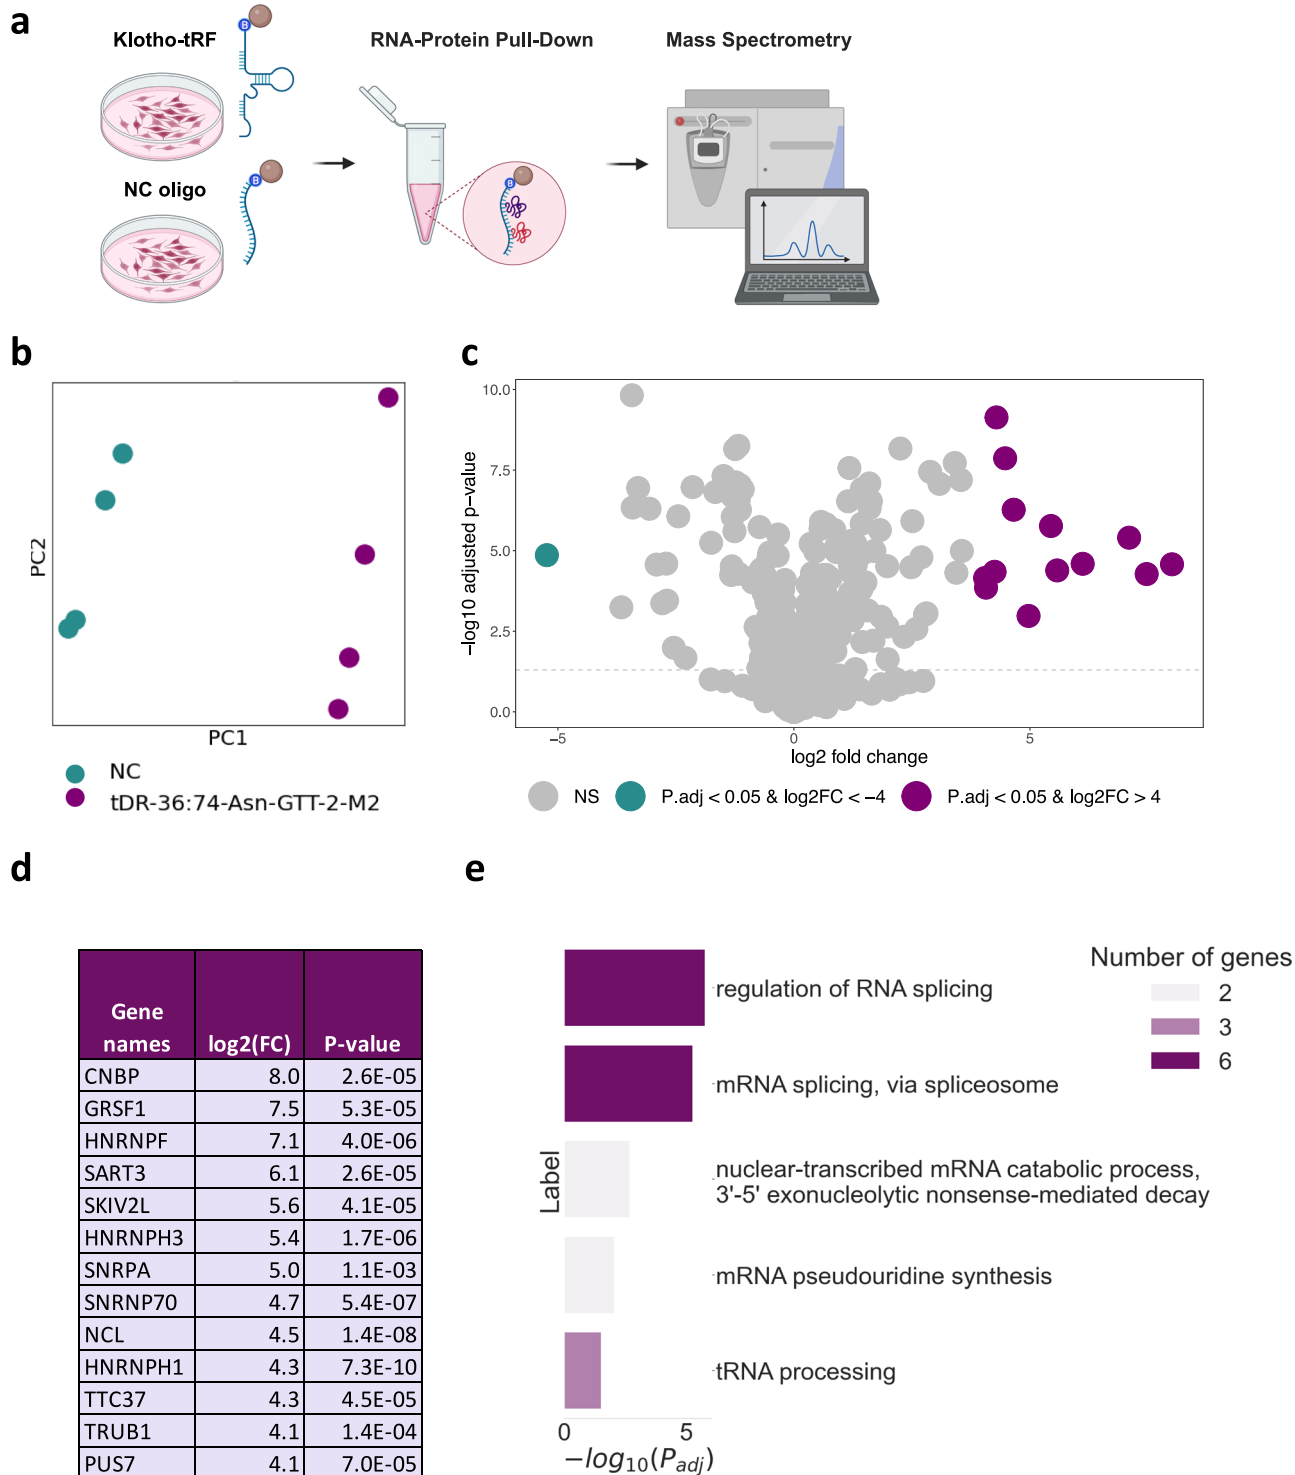 a
Klotho-tRF
RNA-Protein Pull-Down
Mass Spectrometry
B
NC oligo
B
B
b
PC2
PC1
NC
tDR-36:74-Asn-GTT-2-M2
c
−log10 adjusted p−value
10.0
7.5
5.0
2.5
0.0
−5
0
5
log2 fold change
NS
P.adj < 0.05 & log2FC < −4
P.adj < 0.05 & log2FC > 4
d
Gene names log2(FC) P-value
CNBP 8.0 2.6E-05
GRSF1 7.5 5.3E-05
HNRNPF 7.1 4.0E-06
SART3 6.1 2.6E-05
SKIV2L 5.6 4.1E-05
HNRNPH3 5.4 1.7E-06
SNRPA 5.0 1.1E-03
SNRNP70 4.7 5.4E-07
NCL 4.5 1.4E-08
HNRNPH1 4.3 7.3E-10
TTC37 4.3 4.5E-05
TRUB1 4.1 1.4E-04
PUS7 4.1 7.0E-05
e
Label
regulation of RNA splicing
mRNA splicing, via spliceosome
nuclear-transcribed mRNA catabolic process,
3'-5' exonucleolytic nonsense-mediated decay
mRNA pseudouridine synthesis
tRNA processing
0
5
−log10(Padj)
Number of genes
2
3
6